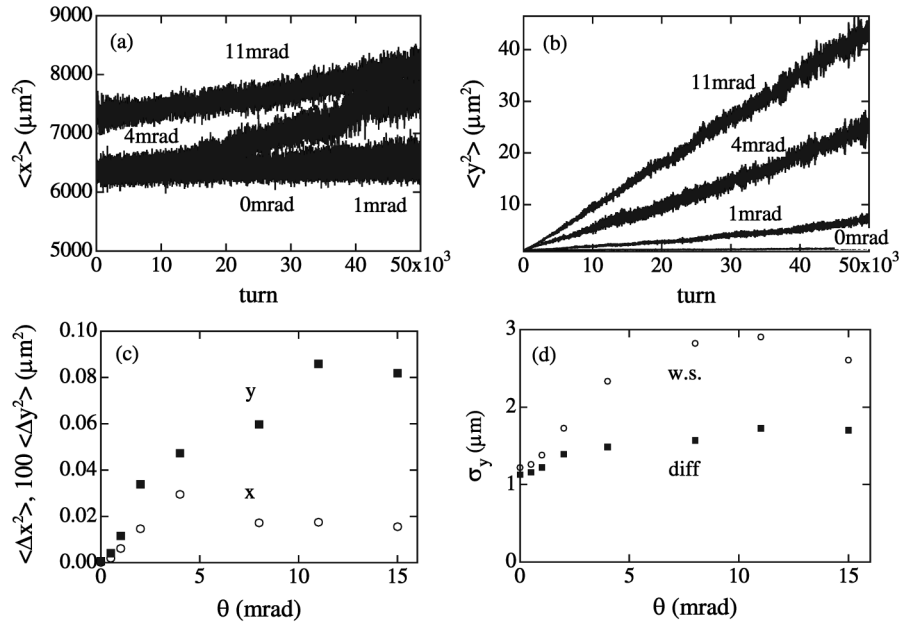 9000
(a)
11mrad
8000
<x²> (μm²)
7000
4mrad
6000
0mrad
1mrad
5000
0
10
20
30
40
50x10³
turn
(b)
40
11mrad
<y²> (μm²)
30
4mrad
20
1mrad
10
0mrad
0
10
20
30
40
50x10³
turn
0.10
(c)
<Δx²>, 100 <Δy²> (μm²)
0.08
y
0.06
0.04
x
0.02
0.00
0
5
10
15
θ (mrad)
3
(d)
w.s.
2
σy (μm)
diff
1
0
0
5
10
15
θ (mrad)